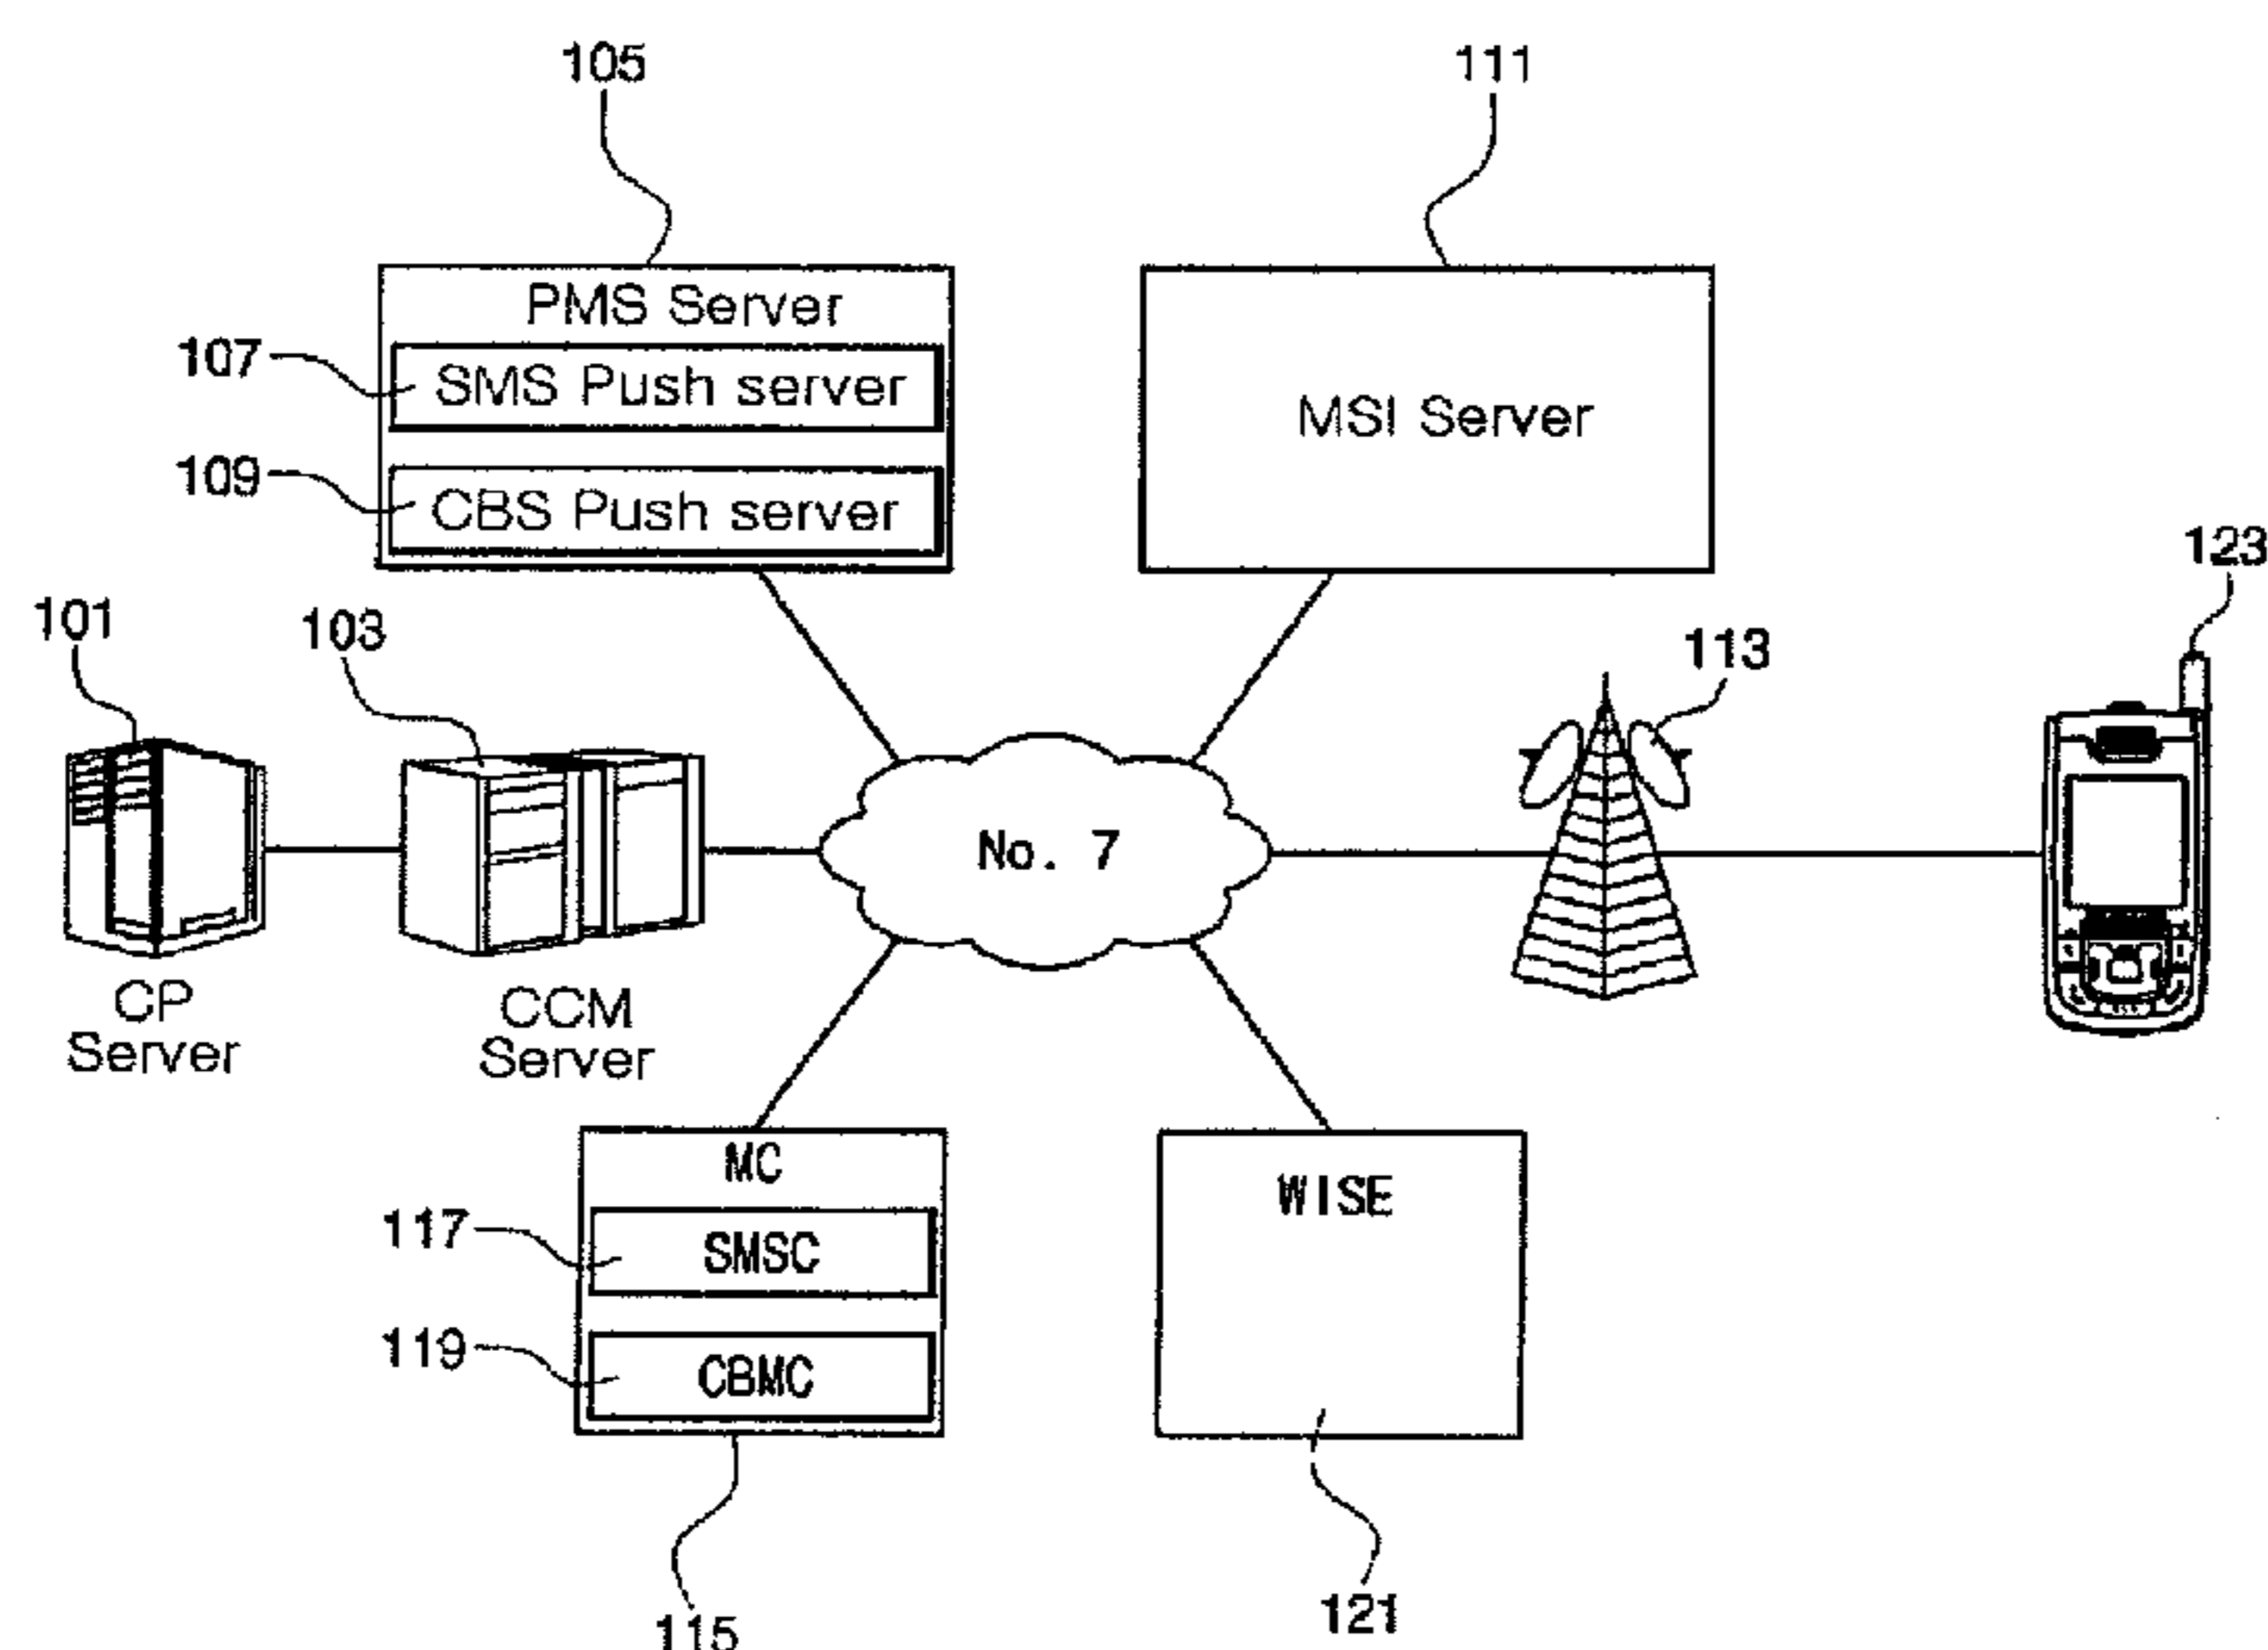 105
111
PMS Server
107
SMS Push server
109
CBS Push server
MSI Server
123
101
103
113
No. 7
CP
Server
CCM
Server
MC
117
SMSC
119
CBMC
WISE
115
121